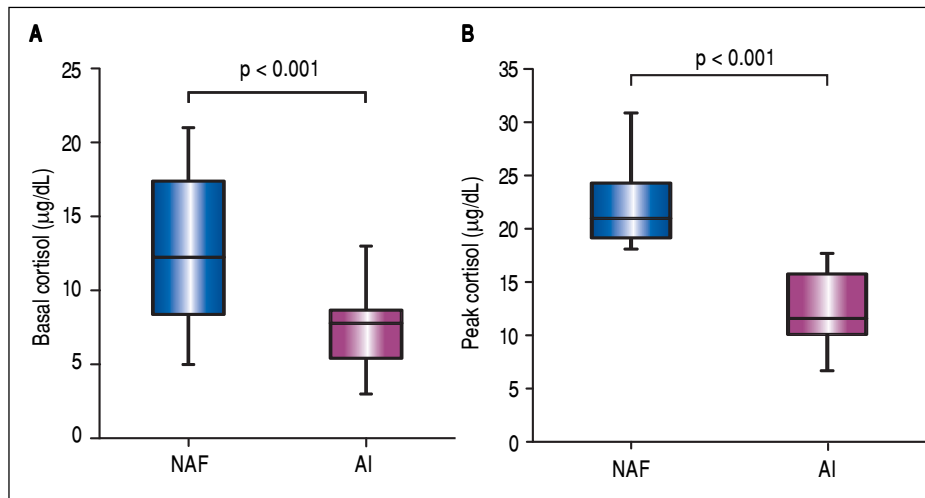 A
p < 0.001
Basal cortisol (µg/dL)
25
20
15
10
5
0
NAF
AI
B
p < 0.001
Peak cortisol (µg/dL)
35
30
25
20
15
10
5
0
NAF
AI